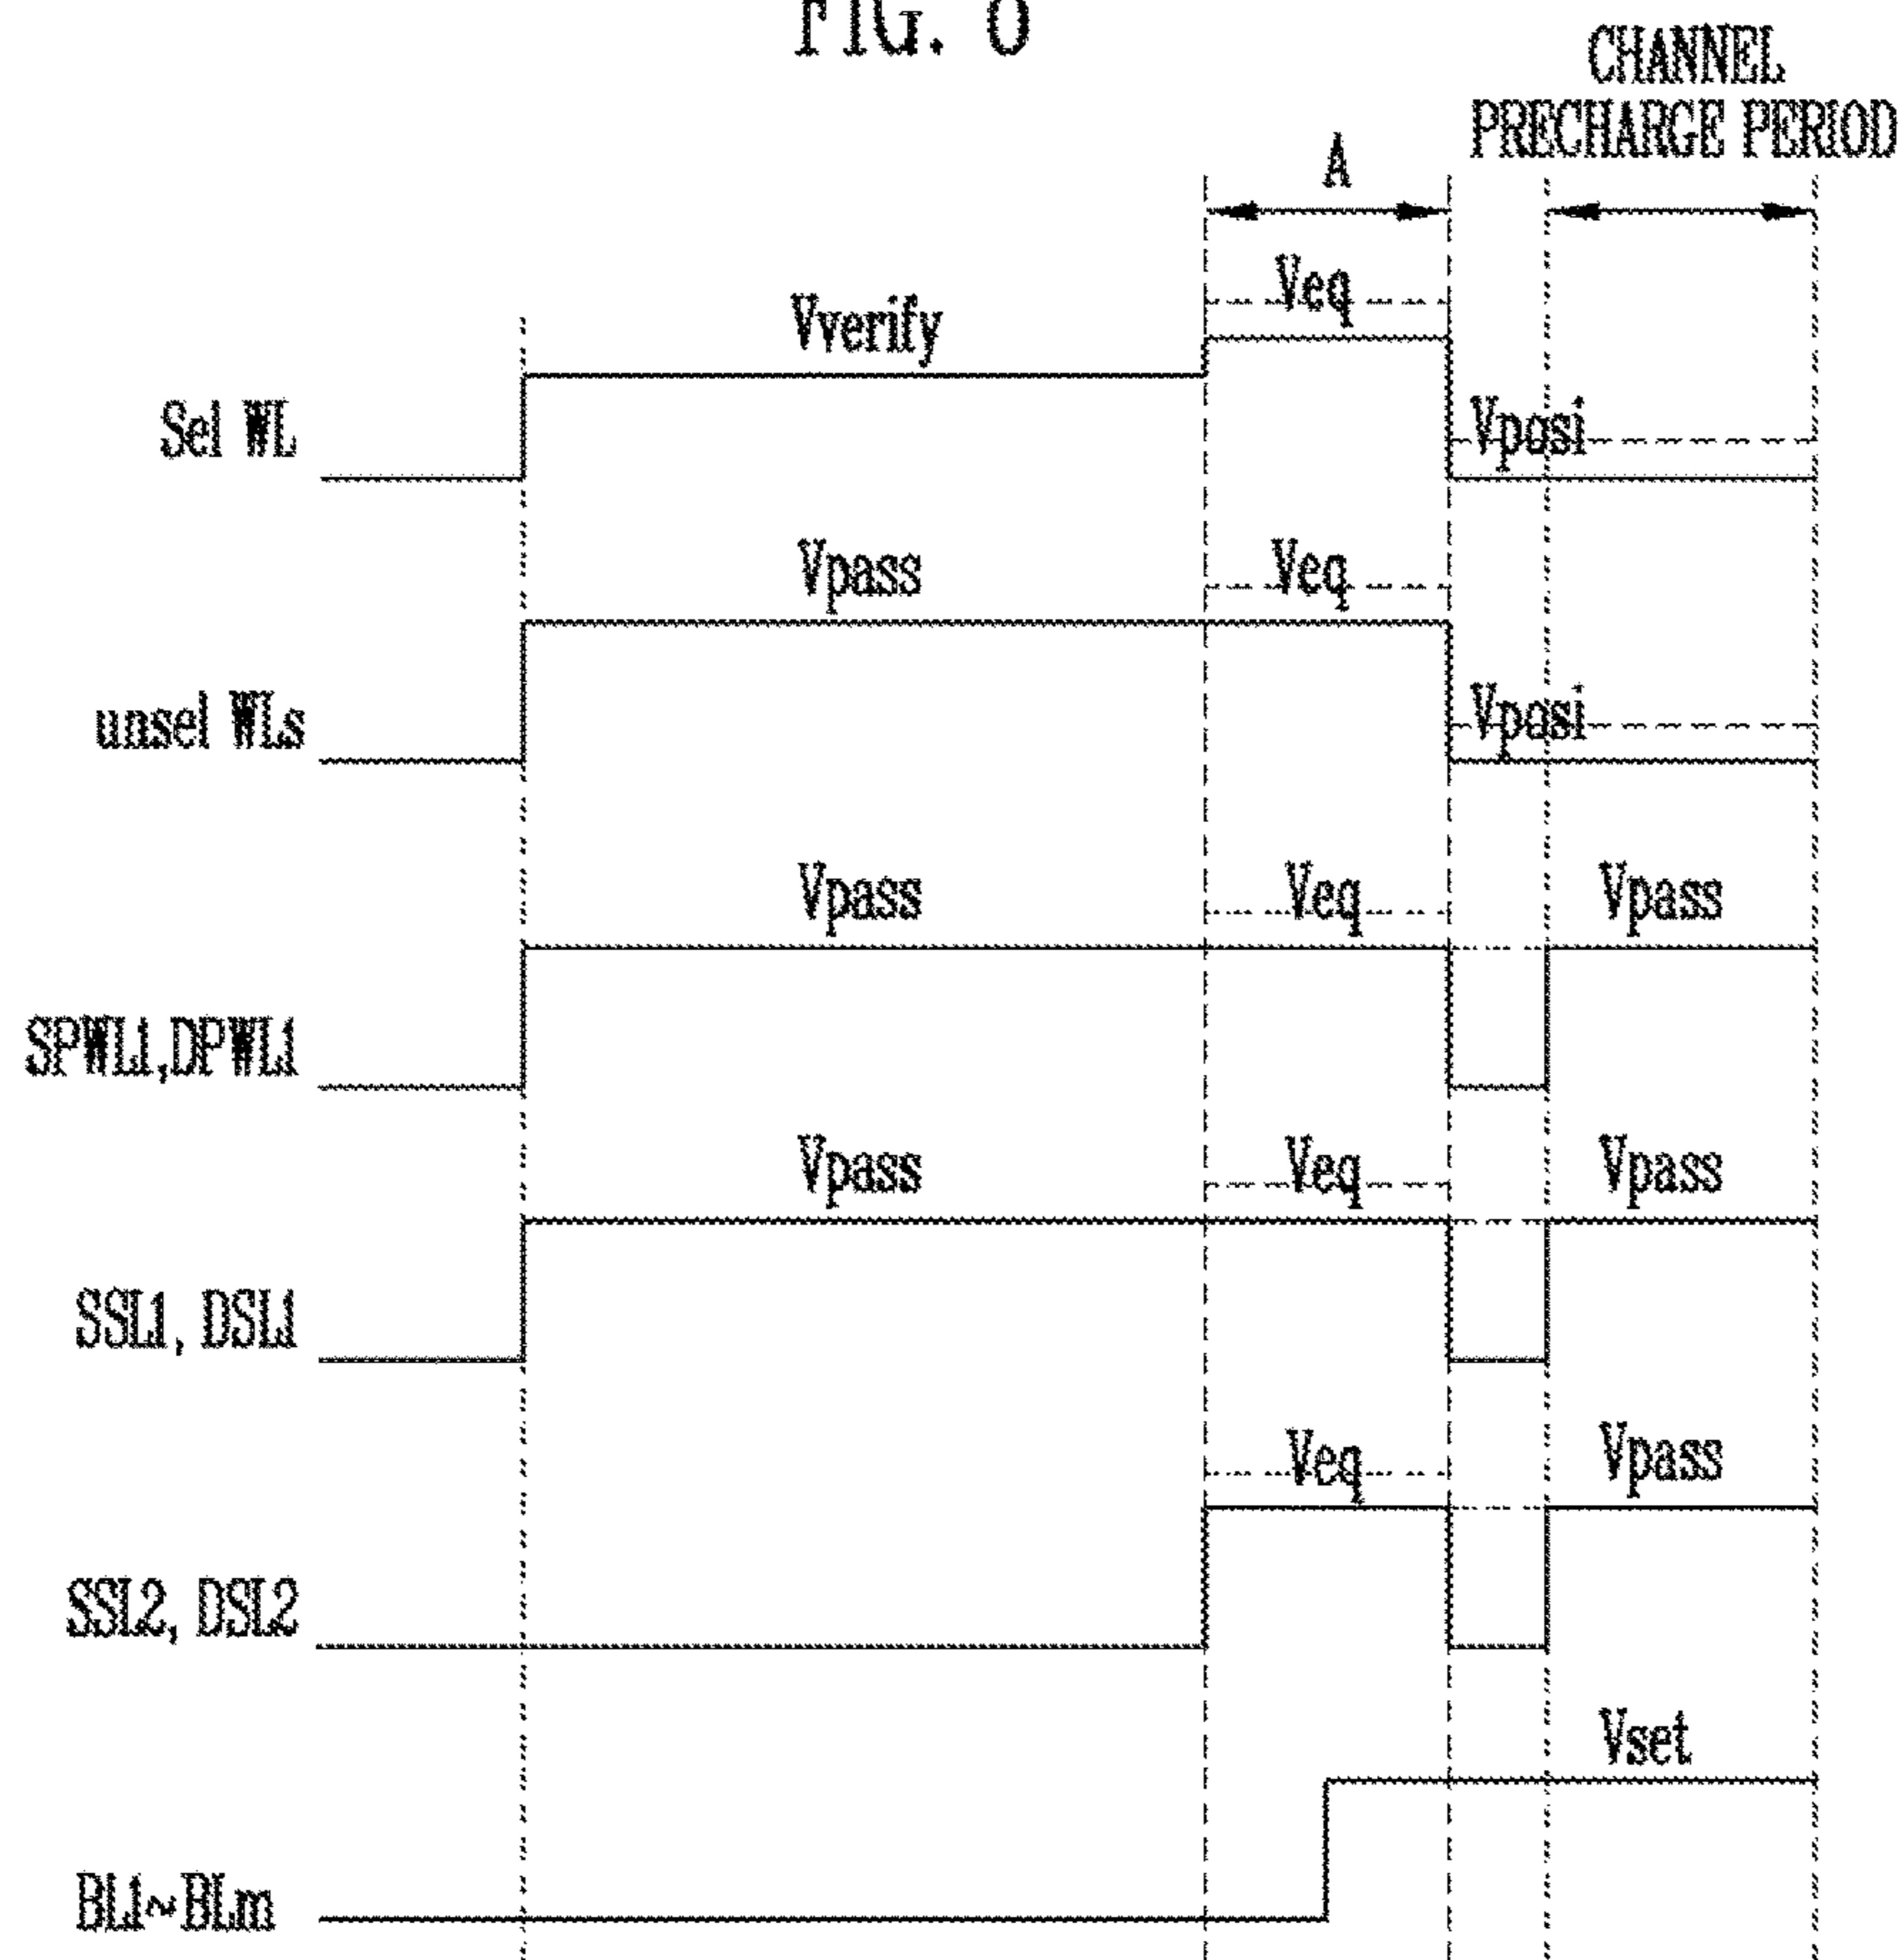 FIG.
CHANNEL
PRECHARGE PERIOD
A
Veq
Vverify
Sel WL
Vposi
Vpass
Veq
unsel WLs
Vposi
Vpass
Veq
Vpass
SPWL1,DPWL1
Vpass
Veq
Vpass
SSL1, DSL1
Veq
Vpass
SSL2, DSL2
Vset
BL1~BLm